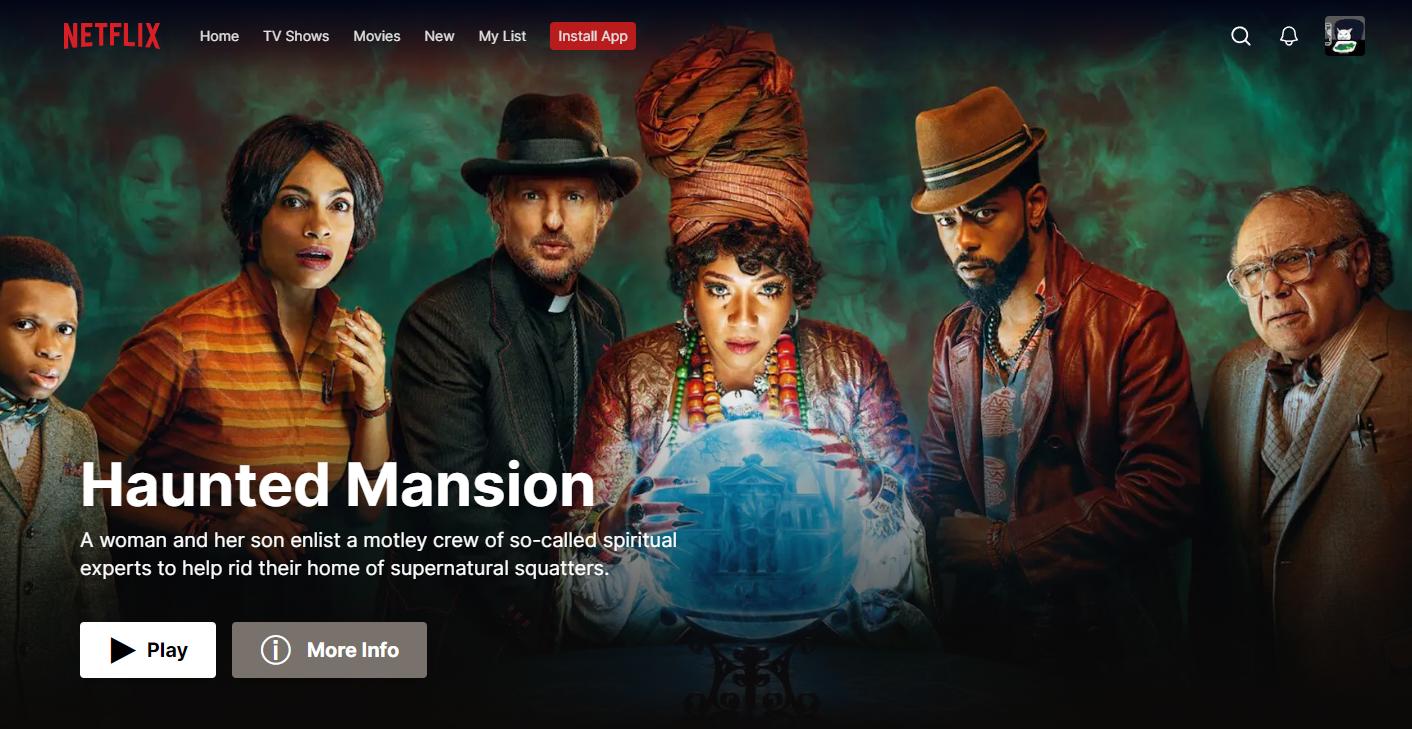 NETFLIX
Home TV Shows Movies New My List Install App
Haunted Mansion
A woman and her son enlist a motley crew of so-called spiritual
experts to help rid their home of supernatural squatters.
Play More Info